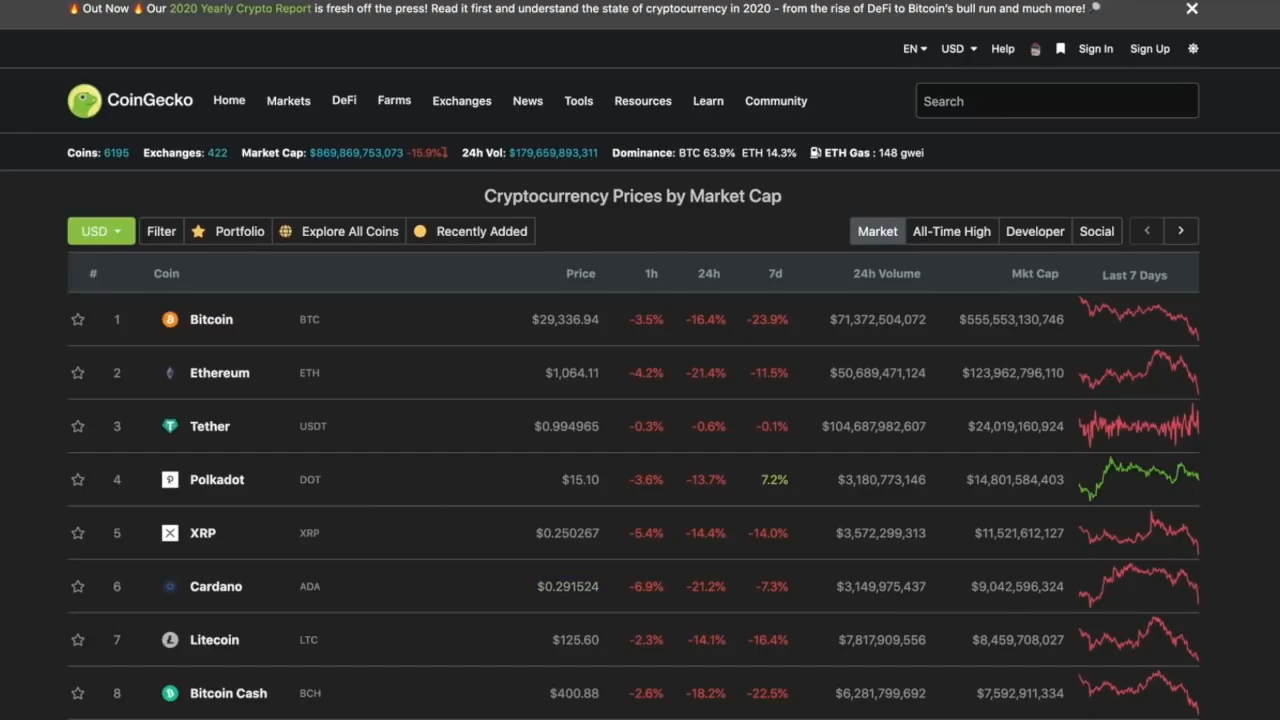 Out Now Our 2020 Yearly Crypto Report is fresh off the press! Read it first and understand the state of cryptocurrency in 2020 - from the rise of DeFi to Bitcoin's bull run and much more!
EN USD Help Sign In Sign Up
CoinGecko Home Markets DeFi Farms Exchanges News Tools Resources Learn Community Search
Coins: 6195 Exchanges: 422 Market Cap: $869,869,753,073 -15.9% 24h Vol: $179,659,893,311 Dominance: BTC 63.9% ETH 14.3% ETH Gas : 148 gwei
Cryptocurrency Prices by Market Cap
USD Filter Portfolio Explore All Coins Recently Added Market All-Time High Developer Social
# Coin Price 1h 24h 7d 24h Volume Mkt Cap Last 7 Days
1 Bitcoin BTC $29,336.94 -3.5% -16.4% -23.9% $71,372,504,072 $555,553,130,746
2 Ethereum ETH $1,064.11 -4.2% -21.4% -11.5% $50,689,471,124 $123,962,796,110
3 Tether USDT $0.994965 -0.3% -0.6% -0.1% $104,687,982,607 $24,019,160,924
4 Polkadot DOT $15.10 -3.6% -13.7% 7.2% $3,180,773,146 $14,801,584,403
5 XRP XRP $0.250267 -5.4% -14.4% -14.0% $3,572,299,313 $11,521,612,127
6 Cardano ADA $0.291524 -6.9% -21.2% -7.3% $3,149,975,437 $9,042,596,324
7 Litecoin LTC $125.60 -2.3% -14.1% -16.4% $7,817,909,556 $8,459,708,027
8 Bitcoin Cash BCH $400.88 -2.6% -18.2% -22.5% $6,281,799,692 $7,592,911,334